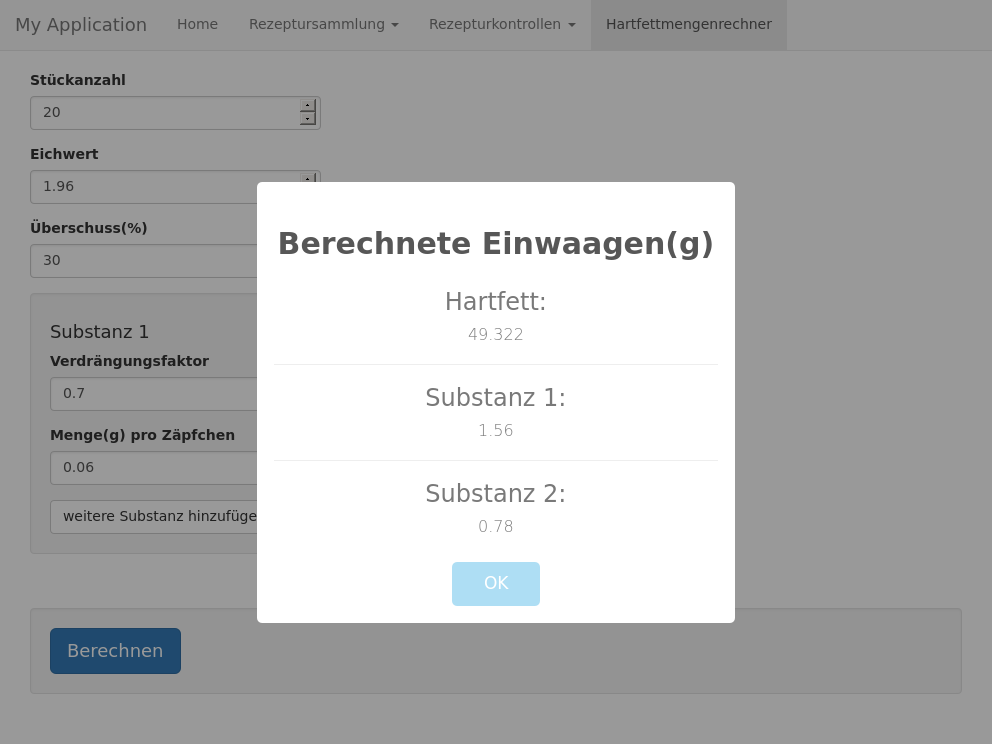 My Application Home Rezeptursammlung Rezepturkontrollen Hartfettmengenrechner
Stückanzahl
20
Eichwert
1.96
Überschuss(%)
30
Substanz 1
Verdrängungsfaktor
0.7
Menge(g) pro Zäpfchen
0.06
weitere Substanz hinzufüge
Berechnen
Berechnete Einwaagen(g)
Hartfett:
49.322
Substanz 1:
1.56
Substanz 2:
0.78
OK